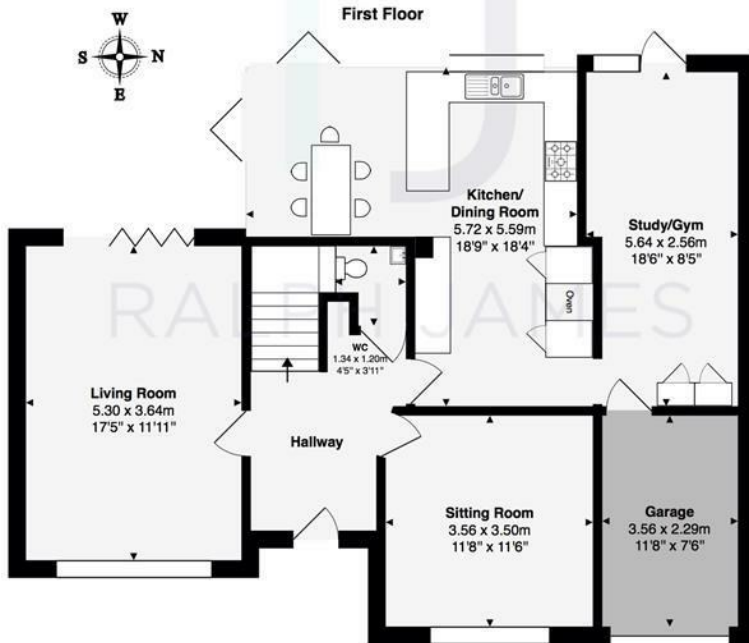 First Floor
W
S
N
E
Kitchen/
Dining Room
5.72 x 5.59m
18'9" x 18'4"
Study/Gym
5.64 x 2.56m
18'6" x 8'5"
Oven
RALPH JAMES
WC
1.34 x 1.20m
4'5" x 3'11"
Living Room
5.30 x 3.64m
17'5" x 11'11"
Hallway
Sitting Room
3.56 x 3.50m
11'8" x 11'6"
Garage
3.56 x 2.29m
11'8" x 7'6"